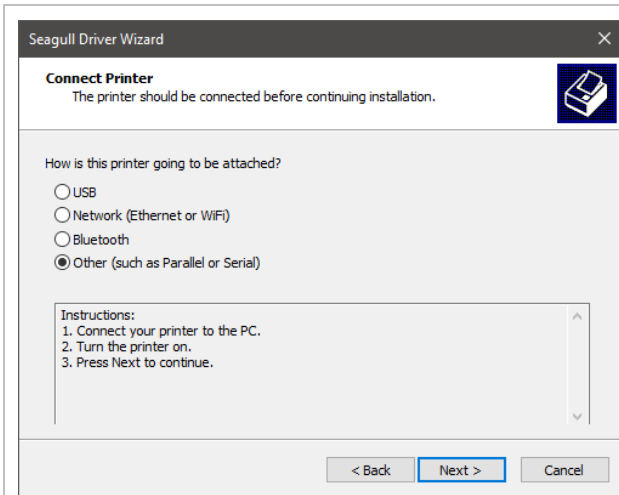 Seagull Driver Wizard
Connect Printer
The printer should be connected before continuing installation.
How is this printer going to be attached?
USB
Network (Ethernet or WiFi)
Bluetooth
Other (such as Parallel or Serial)
Instructions:
1. Connect your printer to the PC.
2. Turn the printer on.
3. Press Next to continue.
< Back Next > Cancel